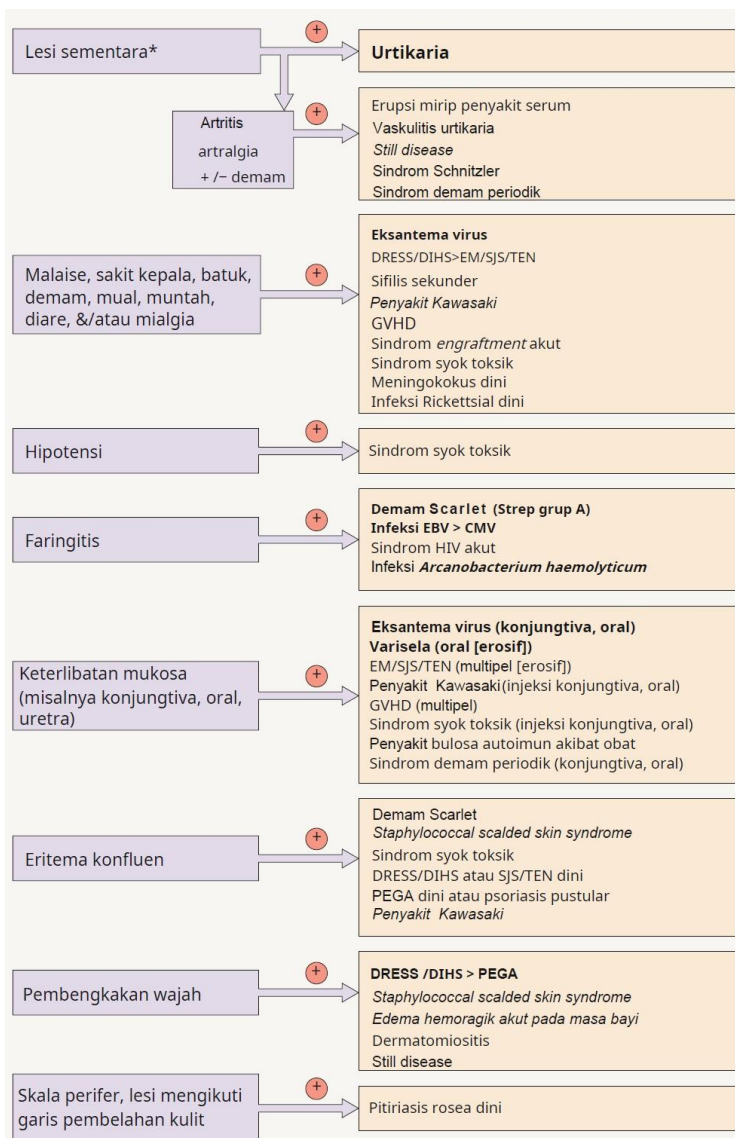 Lesi sementara*
+
Urtikaria
Artritis
artralgia
+ /− demam
+
Erupsi mirip penyakit serum
Vaskulitis urtikaria
Still disease
Sindrom Schnitzler
Sindrom demam periodik
Malaise, sakit kepala, batuk,
demam, mual, muntah,
diare, &/atau mialgia
+
Eksantema virus
DRESS/DIHS>EM/SJS/TEN
Sifilis sekunder
Penyakit Kawasaki
GVHD
Sindrom engraftment akut
Sindrom syok toksik
Meningokokus dini
Infeksi Rickettsial dini
Hipotensi
+
Sindrom syok toksik
Faringitis
+
Demam Scarlet (Strep grup A)
Infeksi EBV > CMV
Sindrom HIV akut
Infeksi Arcanobacterium haemolyticum
Keterlibatan mukosa
(misalnya konjungtiva, oral,
uretra)
+
Eksantema virus (konjungtiva, oral)
Varisela (oral [erosif])
EM/SJS/TEN (multipel [erosif])
Penyakit Kawasaki (injeksi konjungtiva, oral)
GVHD (multipel)
Sindrom syok toksik (injeksi konjungtiva, oral)
Penyakit bulosa autoimun akibat obat
Sindrom demam periodik (konjungtiva, oral)
Eritema konfluen
+
Demam Scarlet
Staphylococcal scalded skin syndrome
Sindrom syok toksik
DRESS/DIHS atau SJS/TEN dini
PEGA dini atau psoriasis pustular
Penyakit Kawasaki
Pembengkakan wajah
+
DRESS /DIHS > PEGA
Staphylococcal scalded skin syndrome
Edema hemoragik akut pada masa bayi
Dermatomiositis
Still disease
Skala perifer, lesi mengikuti
garis pembelahan kulit
+
Pitiriasis rosea dini